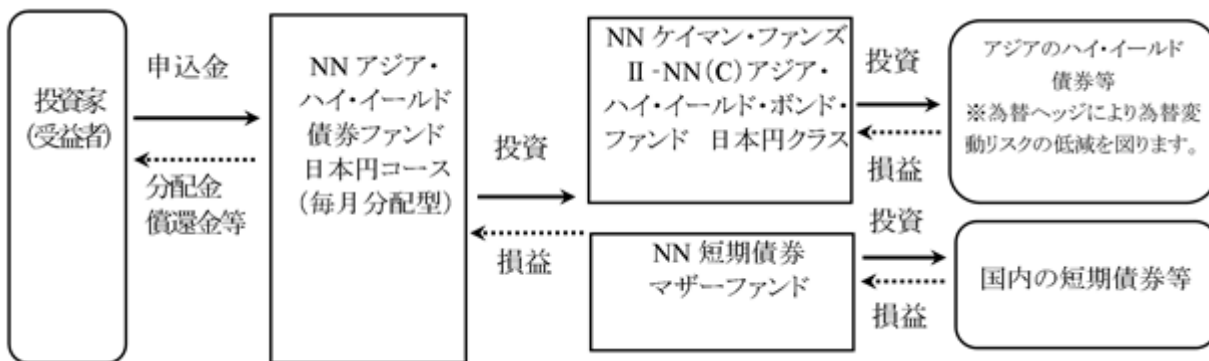 投資家
(受益者)
申込金
分配金
償還金等
NN アジア・
ハイ・イールド
債券ファンド
日本円コース
(毎月分配型)
投資
損益
NN ケイマン・ファンズ
Ⅱ-NN(C)アジア・
ハイ・イールド・ボンド・
ファンド 日本円クラス
投資
損益
アジアのハイ・イールド
債券等
※為替ヘッジにより為替変
動リスクの低減を図ります。
NN 短期債券
マザーファンド
投資
損益
国内の短期債券等